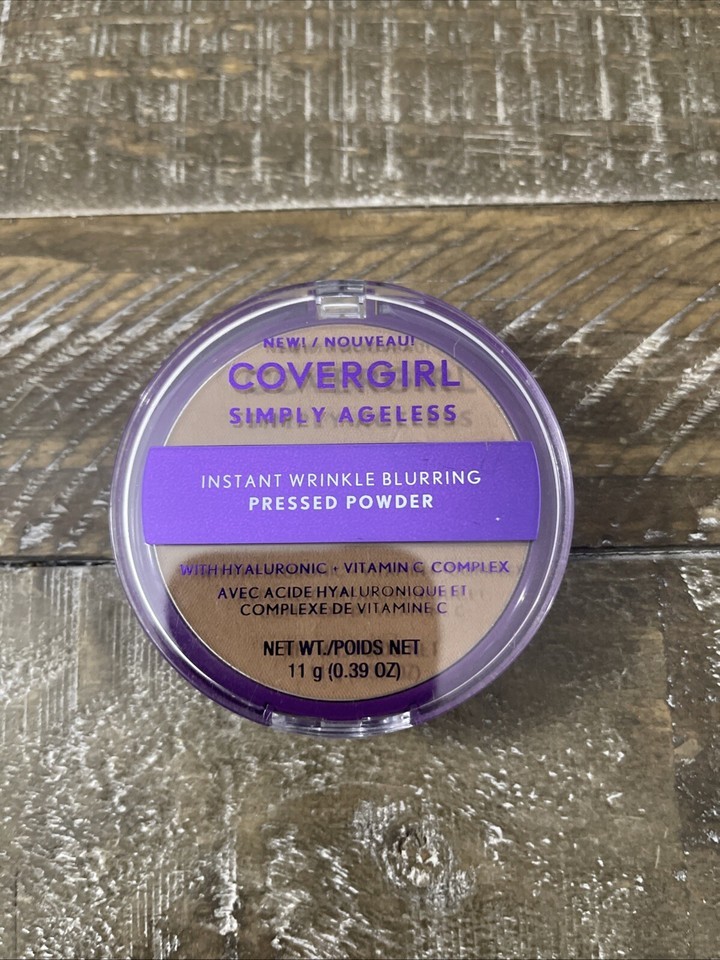 NEW! / NOUVEAU!
COVERGIRL
SIMPLY AGELESS
INSTANT WRINKLE BLURRING
PRESSED POWDER
WITH HYALURONIC + VITAMIN C COMPLEX
AVEC ACIDE HYALURONIQUE ET
COMPLEXE DE VITAMINE C
NET WT./POIDS NET
11 g (0.39 OZ)